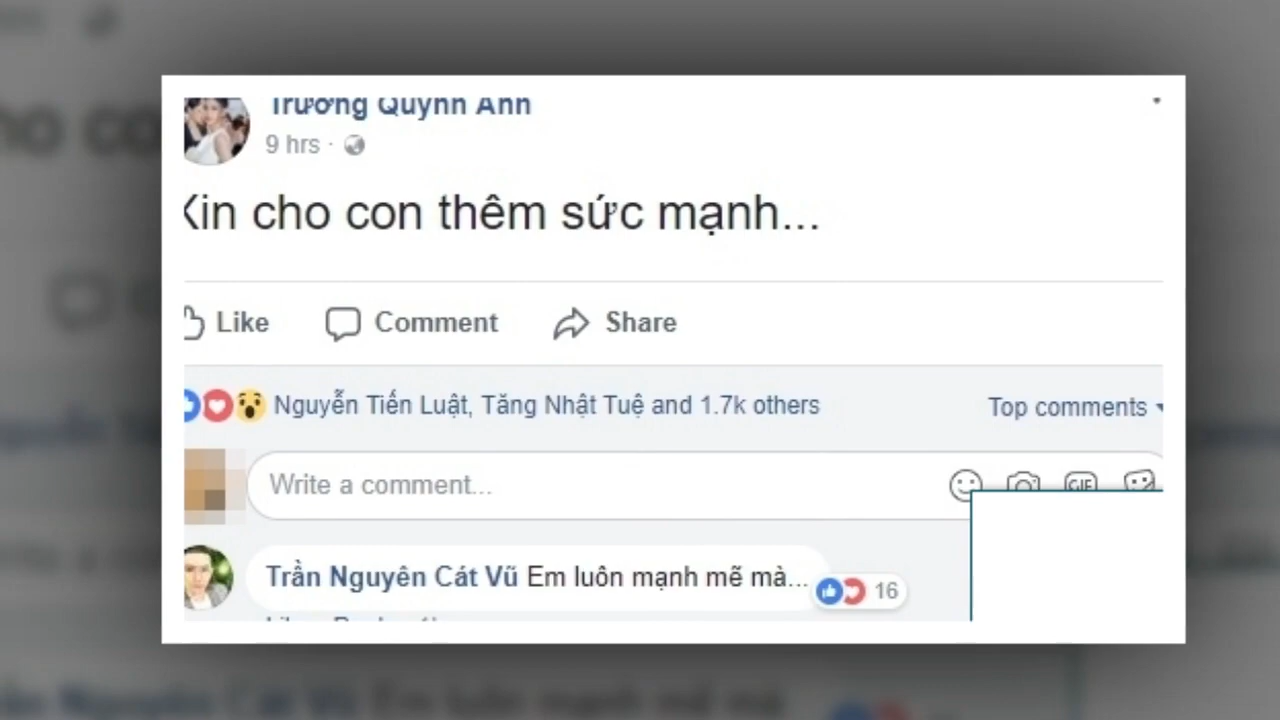 Trương Quỳnh Anh
9 hrs ·
Xin cho con thêm sức mạnh...
Like Comment Share
Nguyễn Tiến Luật, Tăng Nhật Tuệ and 1.7k others Top comments
Write a comment...
GIF
Trần Nguyên Cát Vũ Em luôn mạnh mẽ mà...
16